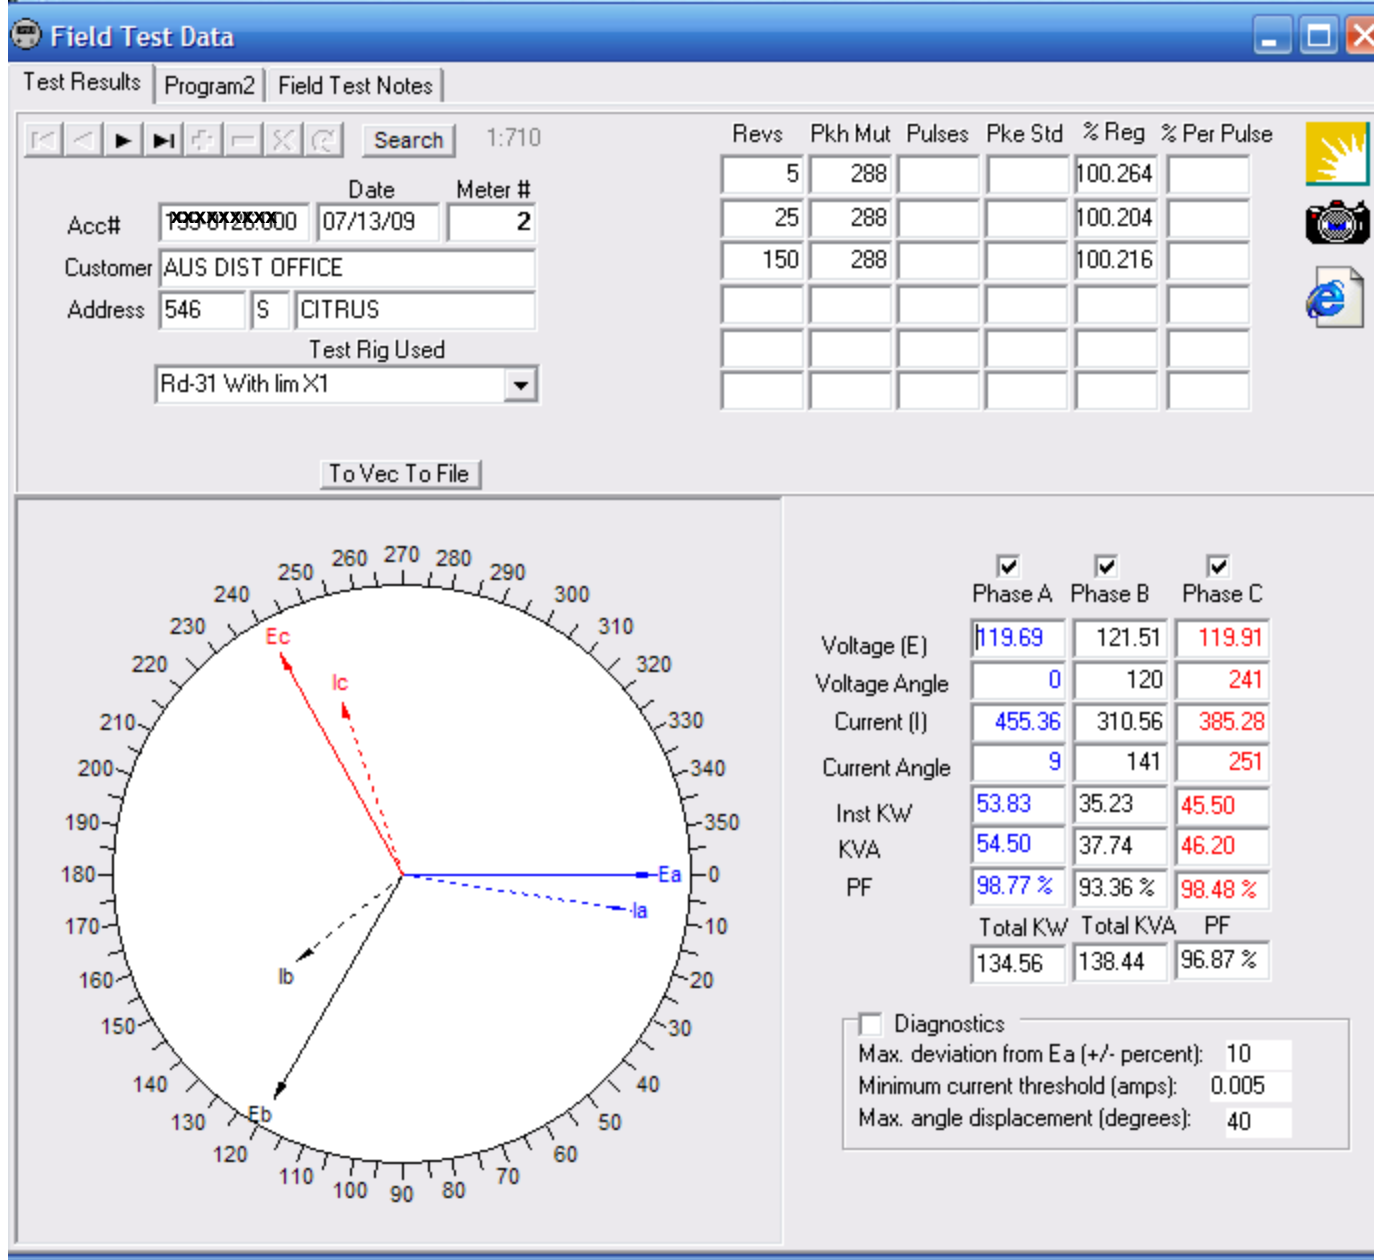 Field Test Data
Test Results Program2 Field Test Notes
Search 1:710
Revs Pkh Mut Pulses Pke Std % Reg % Per Pulse
5 288 100.264
25 288 100.204
150 288 100.216
Date Meter #
Acc# 07/13/09 2
Customer AUS DIST OFFICE
Address 546 S CITRUS
Test Rig Used
Rd-31 With lim X1
To Vec To File
260 270 280
250 290
240 300
230 310
220 320
210 330
200 340
190 350
180 0
170 10
160 20
150 30
140 40
130 50
120 60
110 70
100 90 80
Ec
Ic
Ea
Ia
Ib
Eb
Phase A Phase B Phase C
Voltage (E) 119.69 121.51 119.91
Voltage Angle 0 120 241
Current (I) 455.36 310.56 385.28
Current Angle 9 141 251
Inst KW 53.83 35.23 45.50
KVA 54.50 37.74 46.20
PF 98.77 % 93.36 % 98.48 %
Total KW Total KVA PF
134.56 138.44 96.87 %
Diagnostics
Max. deviation from Ea (+/- percent): 10
Minimum current threshold (amps): 0.005
Max. angle displacement (degrees): 40